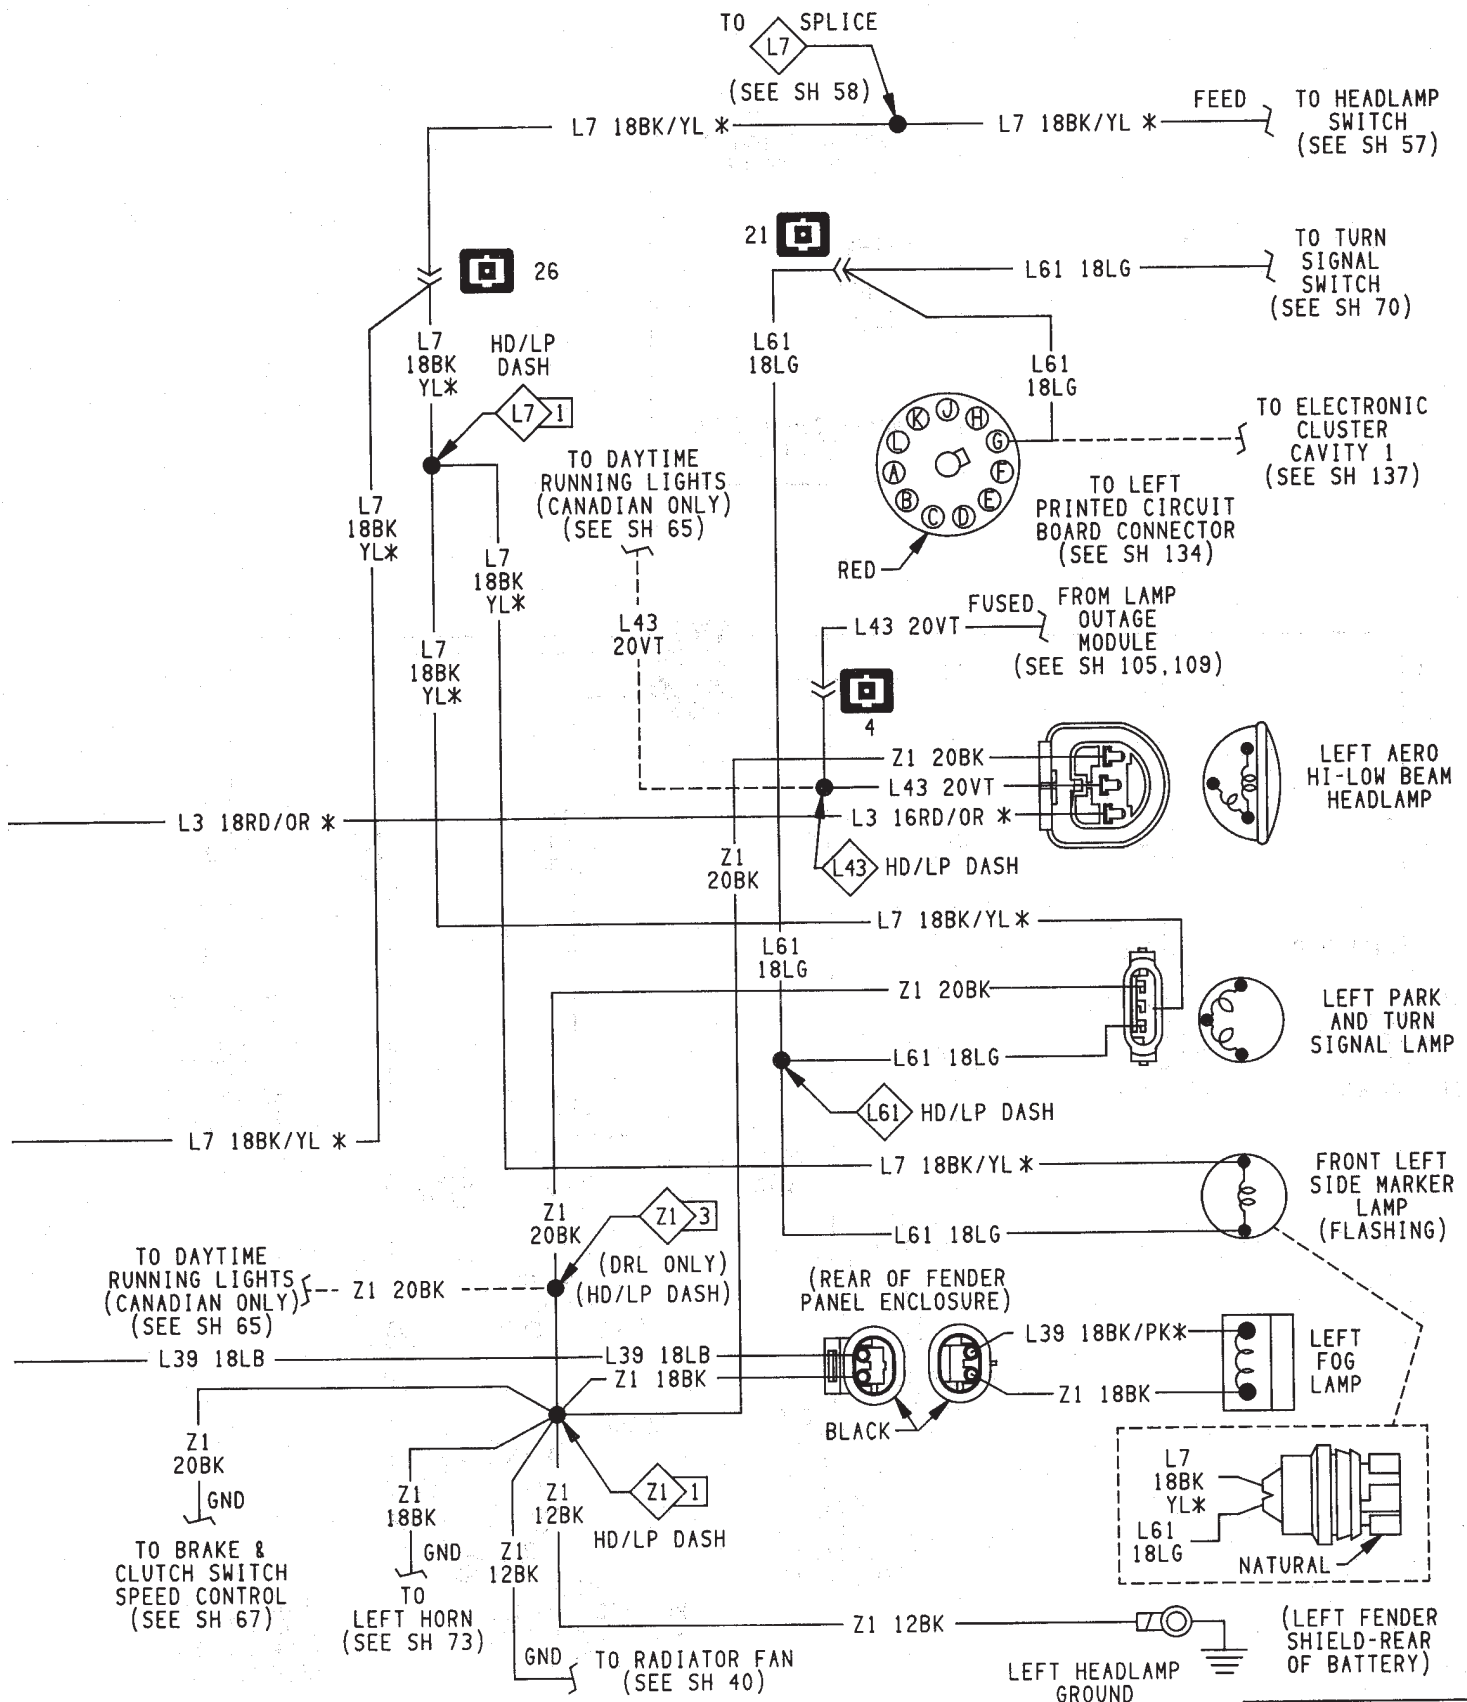 TO L7 SPLICE
(SEE SH 58)
L7 18BK/YL *
L7 18BK/YL *
FEED
TO HEADLAMP
SWITCH
(SEE SH 57)
26
21
L61 18LG
TO TURN
SIGNAL
SWITCH
(SEE SH 70)
L7
18BK
YL*
HD/LP
DASH
L7 1
L61
18LG
L61
18LG
TO ELECTRONIC
CLUSTER
CAVITY 1
(SEE SH 137)
J
H
G
F
E
D
C
B
A
L
K
RED
TO LEFT
PRINTED CIRCUIT
BOARD CONNECTOR
(SEE SH 134)
TO DAYTIME
RUNNING LIGHTS
(CANADIAN ONLY)
(SEE SH 65)
L7
18BK
YL*
L7
18BK
YL*
L43
20VT
L7
18BK
YL*
L43 20VT
FUSED
FROM LAMP
OUTAGE
MODULE
(SEE SH 105,109)
4
Z1 20BK
L43 20VT
L3 16RD/OR *
LEFT AERO
HI-LOW BEAM
HEADLAMP
L3 18RD/OR *
Z1
20BK
L43 HD/LP DASH
L7 18BK/YL *
L61
18LG
Z1 20BK
LEFT PARK
AND TURN
SIGNAL LAMP
L61 18LG
L61 HD/LP DASH
L7 18BK/YL *
L7 18BK/YL *
FRONT LEFT
SIDE MARKER
LAMP
(FLASHING)
L61 18LG
Z1
20BK
Z1 3
(DRL ONLY)
(HD/LP DASH)
TO DAYTIME
RUNNING LIGHTS
(CANADIAN ONLY)
(SEE SH 65)
Z1 20BK
(REAR OF FENDER
PANEL ENCLOSURE)
L39 18LB
L39 18LB
Z1 18BK
L39 18BK/PK*
Z1 18BK
LEFT
FOG
LAMP
BLACK
Z1
20BK
GND
TO BRAKE &
CLUTCH SWITCH
SPEED CONTROL
(SEE SH 67)
Z1
18BK
GND
TO
LEFT HORN
(SEE SH 73)
Z1
12BK
Z1
12BK
Z1 1
HD/LP DASH
GND
TO RADIATOR FAN
(SEE SH 40)
Z1 12BK
LEFT HEADLAMP
GROUND
L7
18BK
YL*
L61
18LG
NATURAL
(LEFT FENDER
SHIELD-REAR
OF BATTERY)